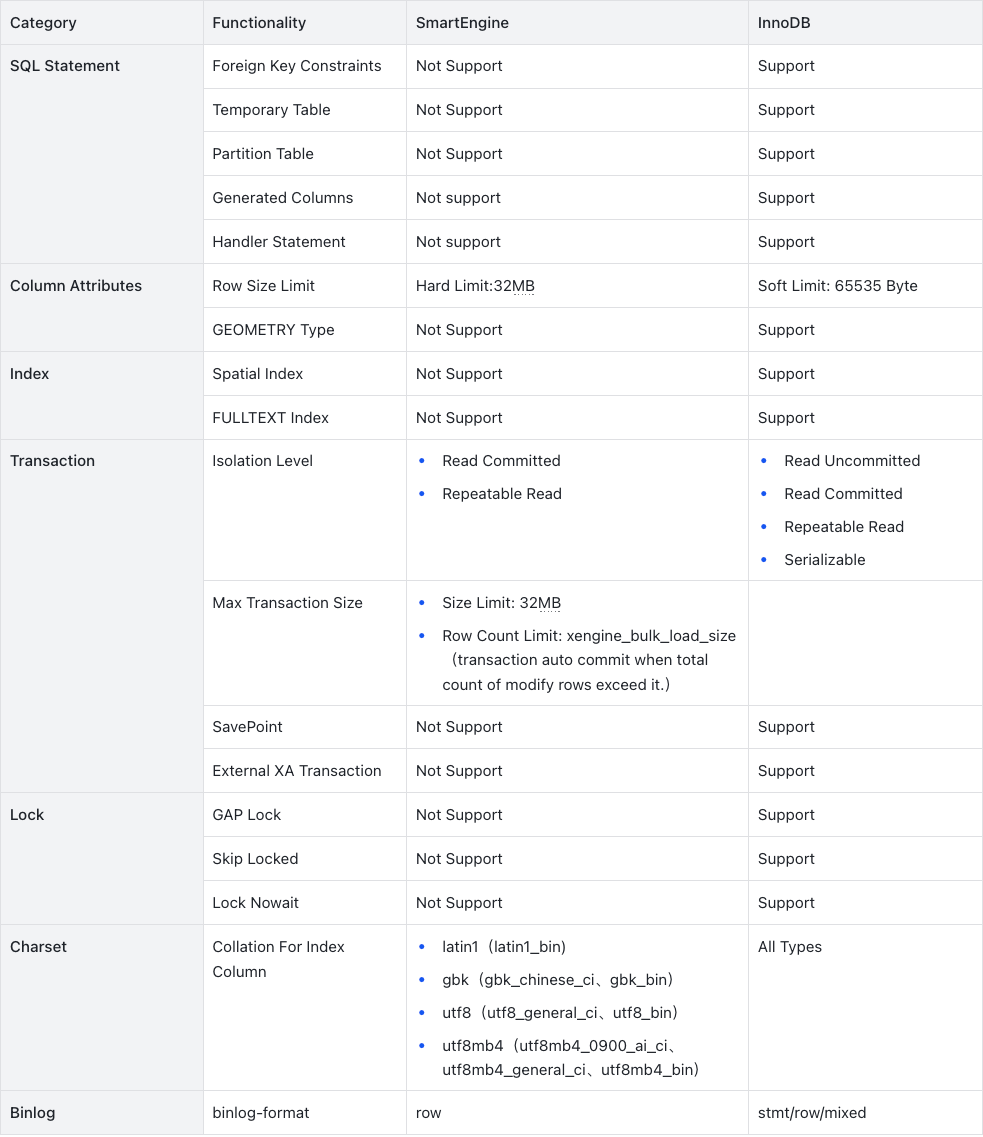 Category Functionality SmartEngine InnoDB
SQL Statement Foreign Key Constraints Not Support Support
Temporary Table Not Support Support
Partition Table Not Support Support
Generated Columns Not support Support
Handler Statement Not support Support
Column Attributes Row Size Limit Hard Limit:32MB Soft Limit: 65535 Byte
GEOMETRY Type Not Support Support
Index Spatial Index Not Support Support
FULLTEXT Index Not Support Support
Transaction Isolation Level • Read Committed • Read Uncommitted
• Repeatable Read • Read Committed
• Repeatable Read
• Serializable
Max Transaction Size • Size Limit: 32MB
• Row Count Limit: xengine_bulk_load_size
（transaction auto commit when total
count of modify rows exceed it.）
SavePoint Not Support Support
External XA Transaction Not Support Support
Lock GAP Lock Not Support Support
Skip Locked Not Support Support
Lock Nowait Not Support Support
Charset Collation For Index • latin1（latin1_bin) All Types
Column • gbk（gbk_chinese_ci、gbk_bin）
• utf8（utf8_general_ci、utf8_bin）
• utf8mb4（utf8mb4_0900_ai_ci、
utf8mb4_general_ci、utf8mb4_bin）
Binlog binlog-format row stmt/row/mixed